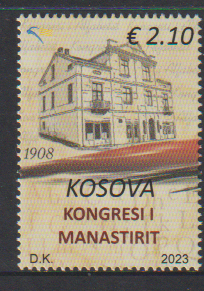 € 2.10
1908
KOSOVA
KONGRESI I
MANASTIRIT
D.K. 2023